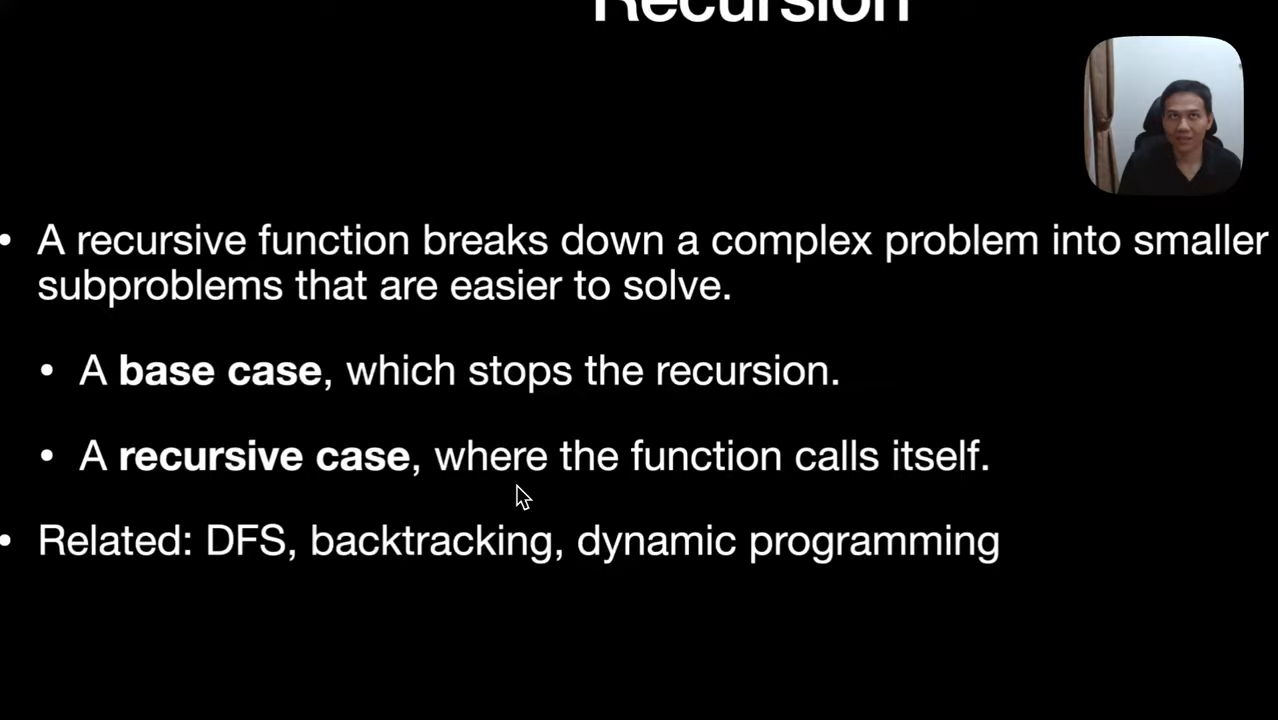 Recursion
• A recursive function breaks down a complex problem into smaller
subproblems that are easier to solve.
• A base case, which stops the recursion.
• A recursive case, where the function calls itself.
• Related: DFS, backtracking, dynamic programming